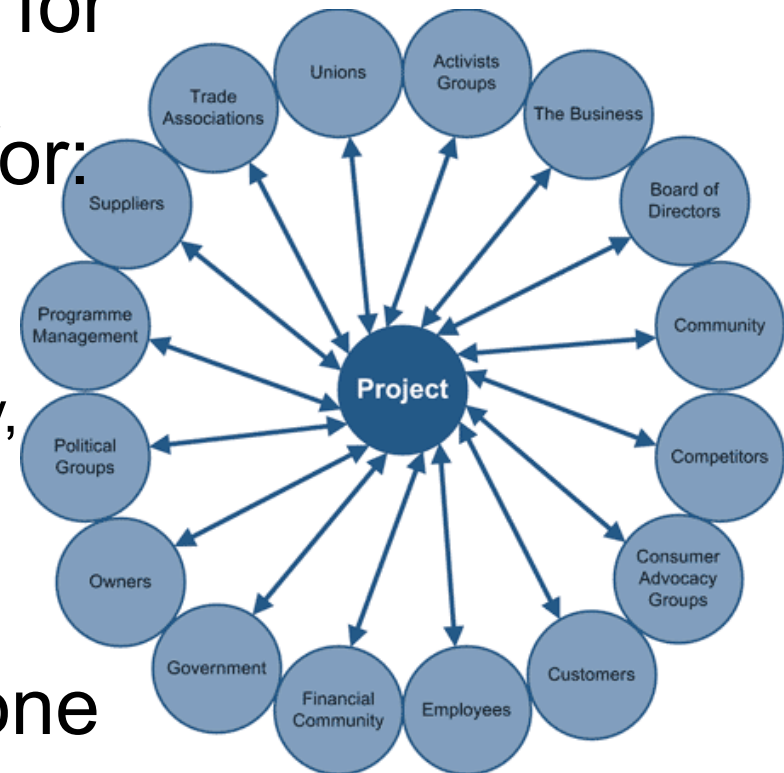 for
or:
y,
one
Unions
Activists
Groups
The Business
Board of
Directors
Community
Competitors
Consumer
Advocacy
Groups
Customers
Employees
Financial
Community
Government
Owners
Political
Groups
Programme
Management
Suppliers
Trade
Associations
Project